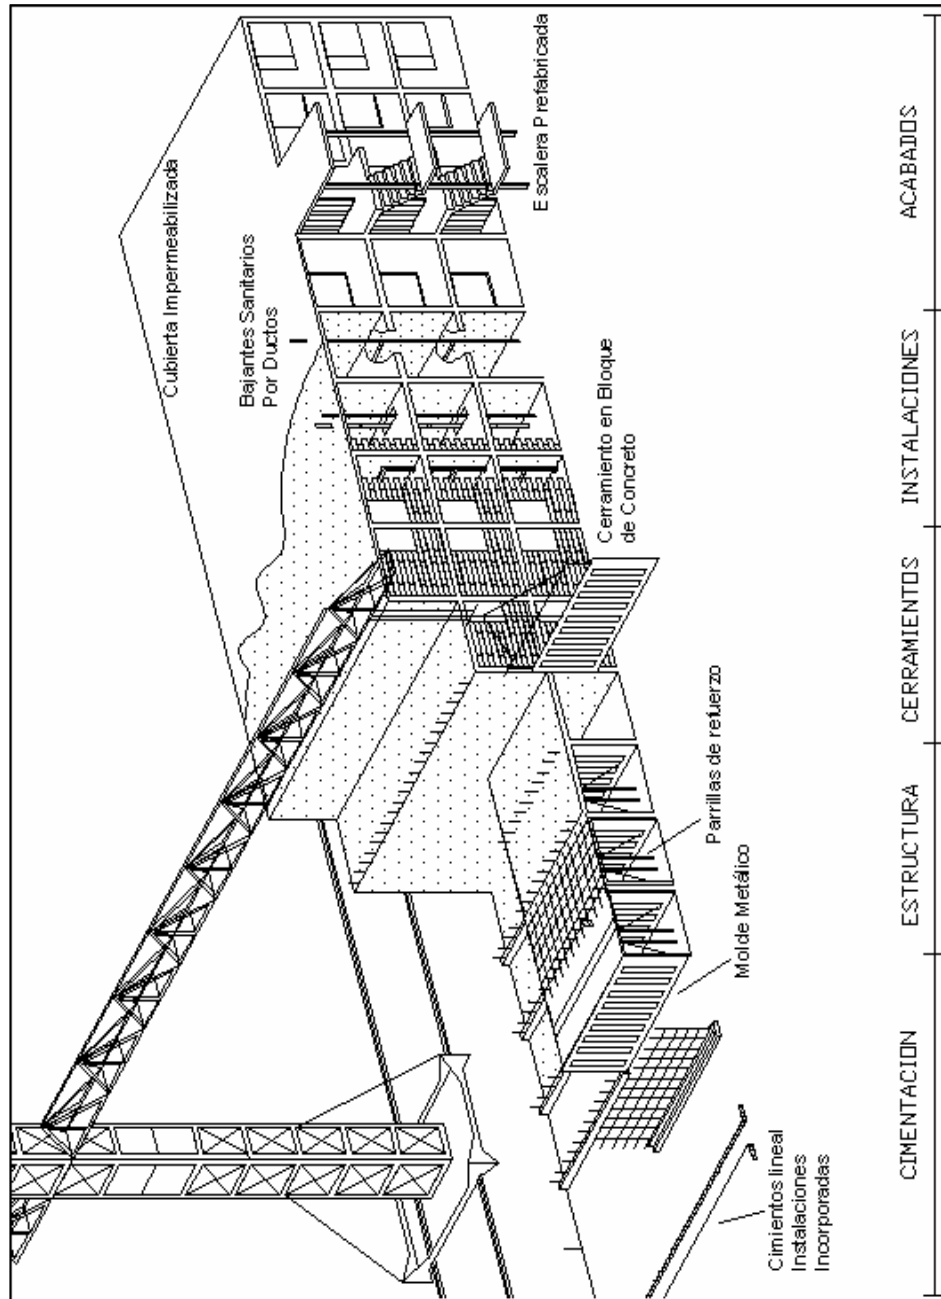 Cubierta Impermeabilizada
Bajantes Sanitarios
Por Ductos
Escalera Prefabricada
Cerramiento en Bloque
de Concreto
Parrillas de refuerzo
Molde Metálico
Cimientos lineal
Instalaciones
Incorporadas
CIMENTACION
ESTRUCTURA
CERRAMIENTOS
INSTALACIONES
ACABADOS